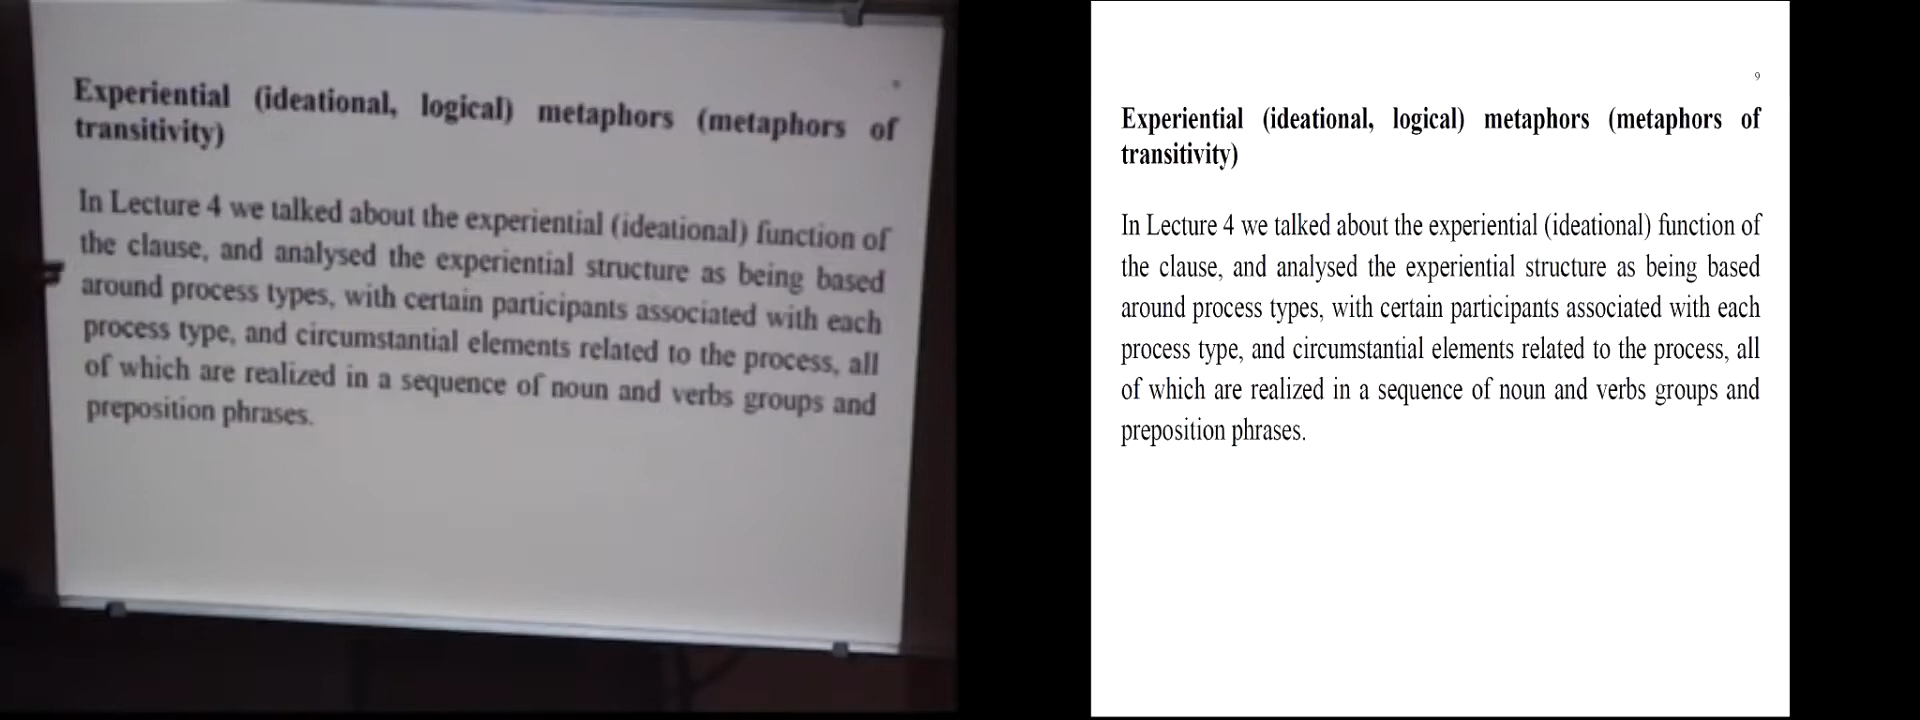 Experiential (ideational, logical) metaphors (metaphors of
transitivity)
In Lecture 4 we talked about the experiential (ideational) function of
the clause, and analysed the experiential structure as being based
around process types, with certain participants associated with each
process type, and circumstantial elements related to the process, all
of which are realized in a sequence of noun and verbs groups and
preposition phrases.
9
Experiential (ideational, logical) metaphors (metaphors of
transitivity)
In Lecture 4 we talked about the experiential (ideational) function of
the clause, and analysed the experiential structure as being based
around process types, with certain participants associated with each
process type, and circumstantial elements related to the process, all
of which are realized in a sequence of noun and verbs groups and
preposition phrases.